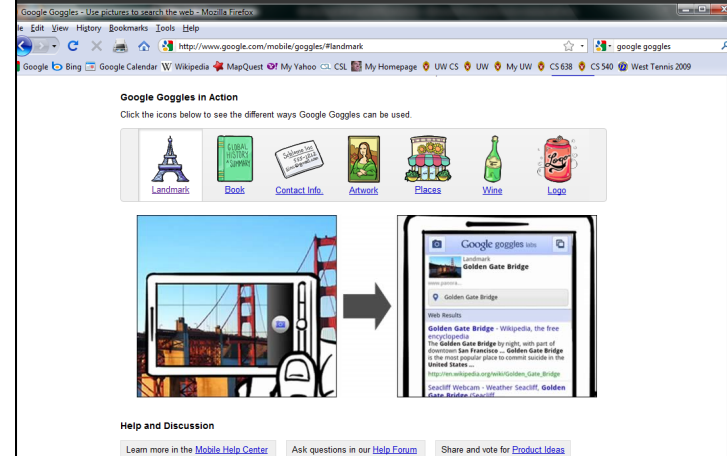 Google Goggles - Use pictures to search the web - Mozilla Firefox
Edit View History Bookmarks Tools Help
http://www.google.com/mobile/goggles/#landmark
google goggles
Google Bing Google Calendar Wikipedia MapQuest My Yahoo CSL My Homepage UW CS UW My UW CS 638 CS 540 West Tennis 2009
Google Goggles in Action
Click the icons below to see the different ways Google Goggles can be used.
GLOBAL
HISTORY
SUMMARY
Logo
Landmark Book Contact Info. Artwork Places Wine Logo
Google goggles labs
Landmark
Golden Gate Bridge
Golden Gate Bridge
Web Results
Golden Gate Bridge - Wikipedia, the free
encyclopedia
The Golden Gate Bridge by night, with part of
downtown San Francisco ... Golden Gate Bridge
is the most popular place to commit suicide in the
United States ...
http://en.wikipedia.org/wiki/Golden_Gate_Bridge
Seacliff Webcam - Weather Seacliff, Golden
Gate Bridge (Seacliff
Help and Discussion
Learn more in the Mobile Help Center
Ask questions in our Help Forum
Share and vote for Product Ideas